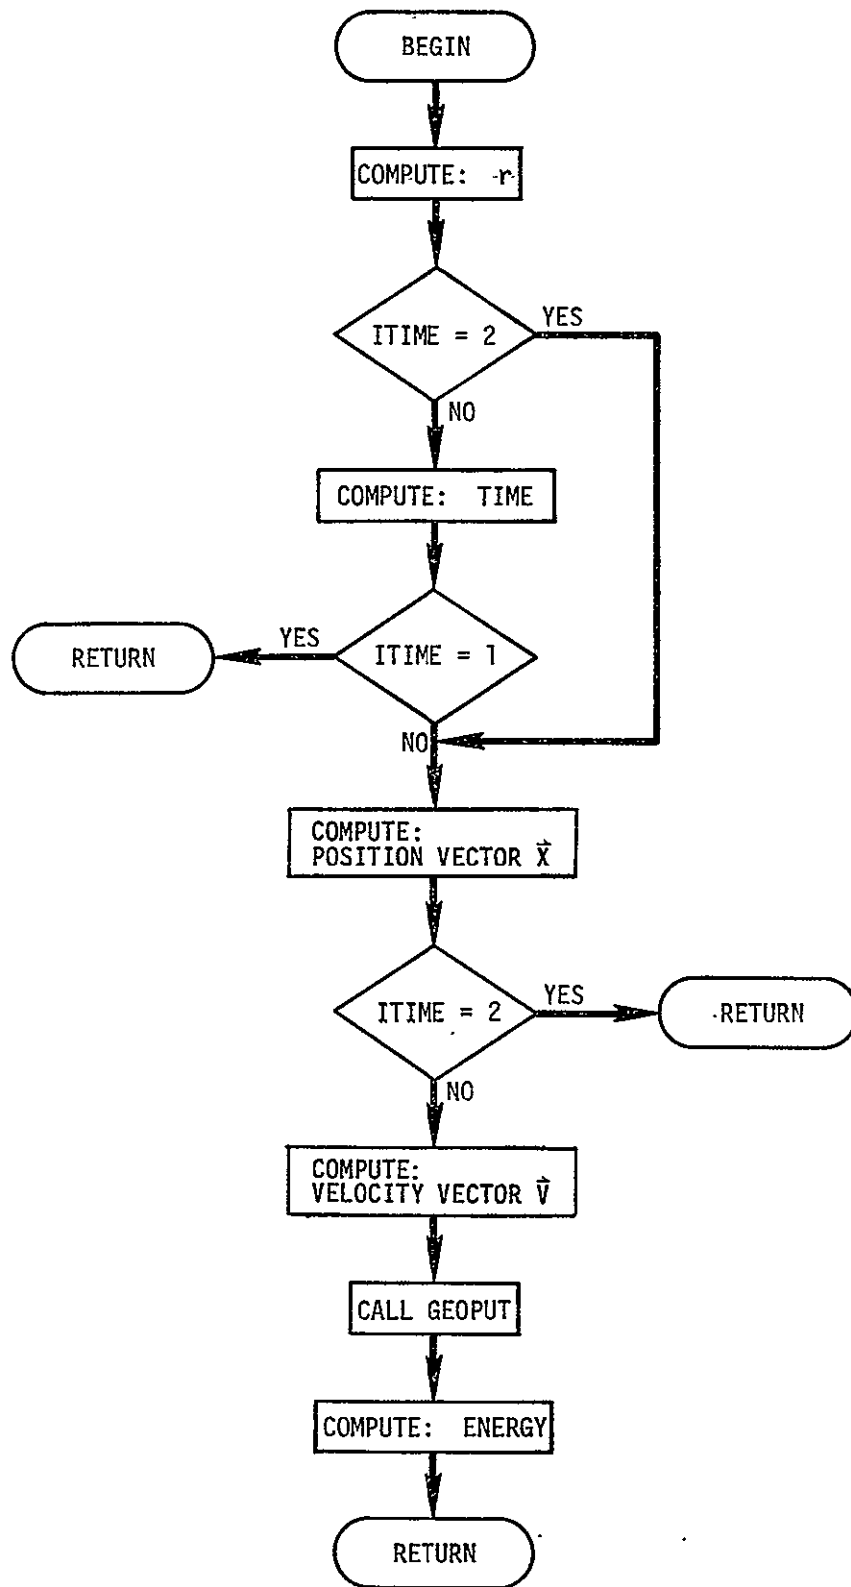 BEGIN
COMPUTE: r
ITIME = 2
YES
NO
COMPUTE: TIME
ITIME = 1
YES
RETURN
NO
COMPUTE:
POSITION VECTOR X⃗
ITIME = 2
YES
RETURN
NO
COMPUTE:
VELOCITY VECTOR V⃗
CALL GEOPUT
COMPUTE: ENERGY
RETURN